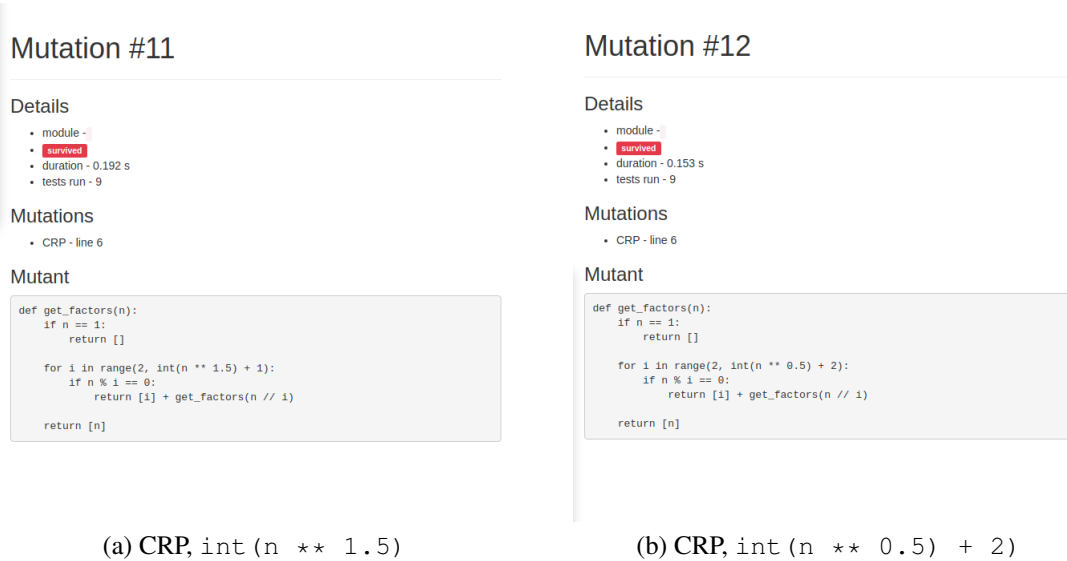 Mutation #11
Details
• module -
• survived
• duration - 0.192 s
• tests run - 9
Mutations
• CRP - line 6
Mutant
def get_factors(n):
    if n == 1:
        return []
    for i in range(2, int(n ** 1.5) + 1):
        if n % i == 0:
            return [i] + get_factors(n // i)
    return [n]
(a) CRP, int(n ** 1.5)
Mutation #12
Details
• module -
• survived
• duration - 0.153 s
• tests run - 9
Mutations
• CRP - line 6
Mutant
def get_factors(n):
    if n == 1:
        return []
    for i in range(2, int(n ** 0.5) + 2):
        if n % i == 0:
            return [i] + get_factors(n // i)
    return [n]
(b) CRP, int(n ** 0.5) + 2)